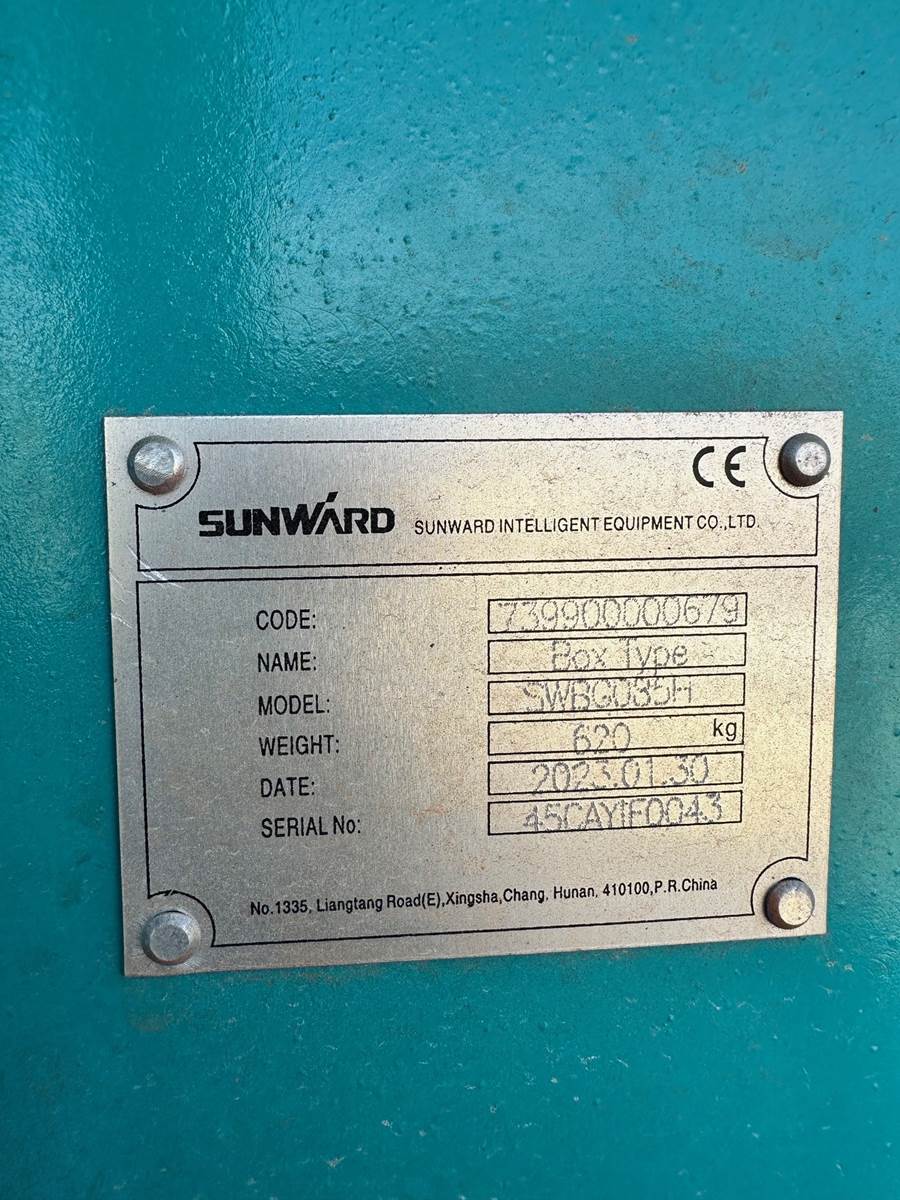 CE
SUNWARD SUNWARD INTELLIGENT EQUIPMENT CO.,LTD.
CODE: 739900000679
NAME: Box Type
MODEL: SWBG085H
WEIGHT: 620 kg
DATE: 2023.01.30
SERIAL No: 45CAYIF0043
No.1335, Liangtang Road(E),Xingsha,Chang, Hunan, 410100,P.R.China